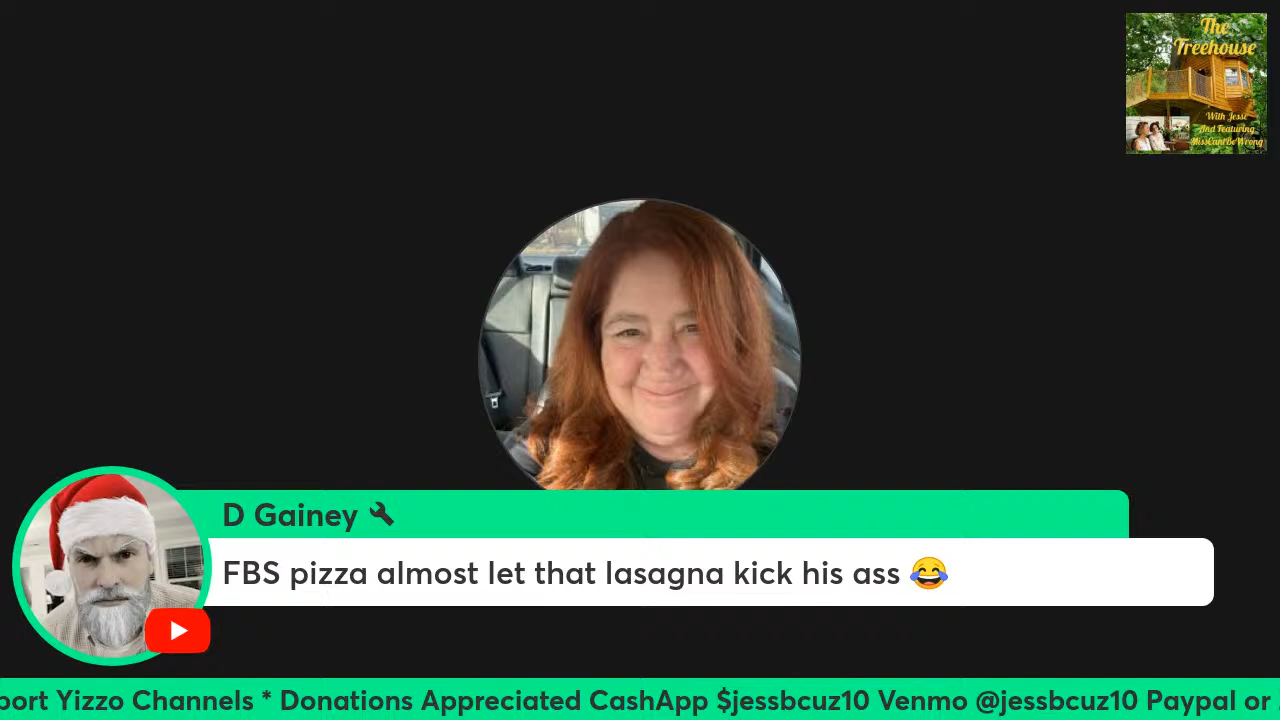 The
Treehouse
With Jesse
And Featuring
MissCantBeWrong
D Gainey
FBS pizza almost let that lasagna kick his ass 😂
port Yizzo Channels * Donations Appreciated CashApp $jessbcuz10 Venmo @jessbcuz10 Paypal or